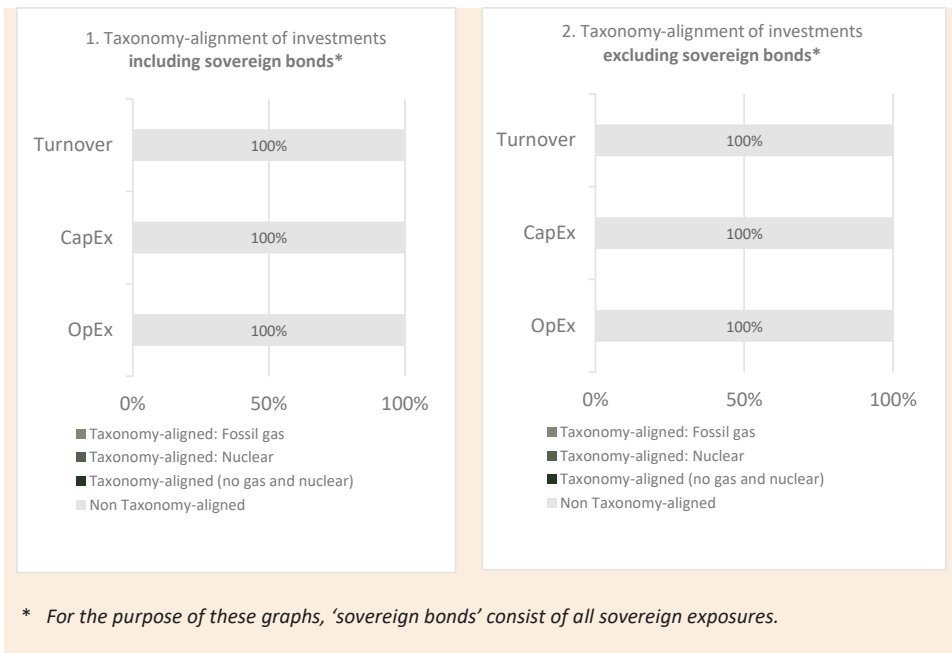 1. Taxonomy-alignment of investments
including sovereign bonds*
Turnover
100%
CapEx
100%
OpEx
100%
0%
50%
100%
Taxonomy-aligned: Fossil gas
Taxonomy-aligned: Nuclear
Taxonomy-aligned (no gas and nuclear)
Non Taxonomy-aligned
2. Taxonomy-alignment of investments
excluding sovereign bonds*
Turnover
100%
CapEx
100%
OpEx
100%
0%
50%
100%
Taxonomy-aligned: Fossil gas
Taxonomy-aligned: Nuclear
Taxonomy-aligned (no gas and nuclear)
Non Taxonomy-aligned
* For the purpose of these graphs, ‘sovereign bonds’ consist of all sovereign exposures.